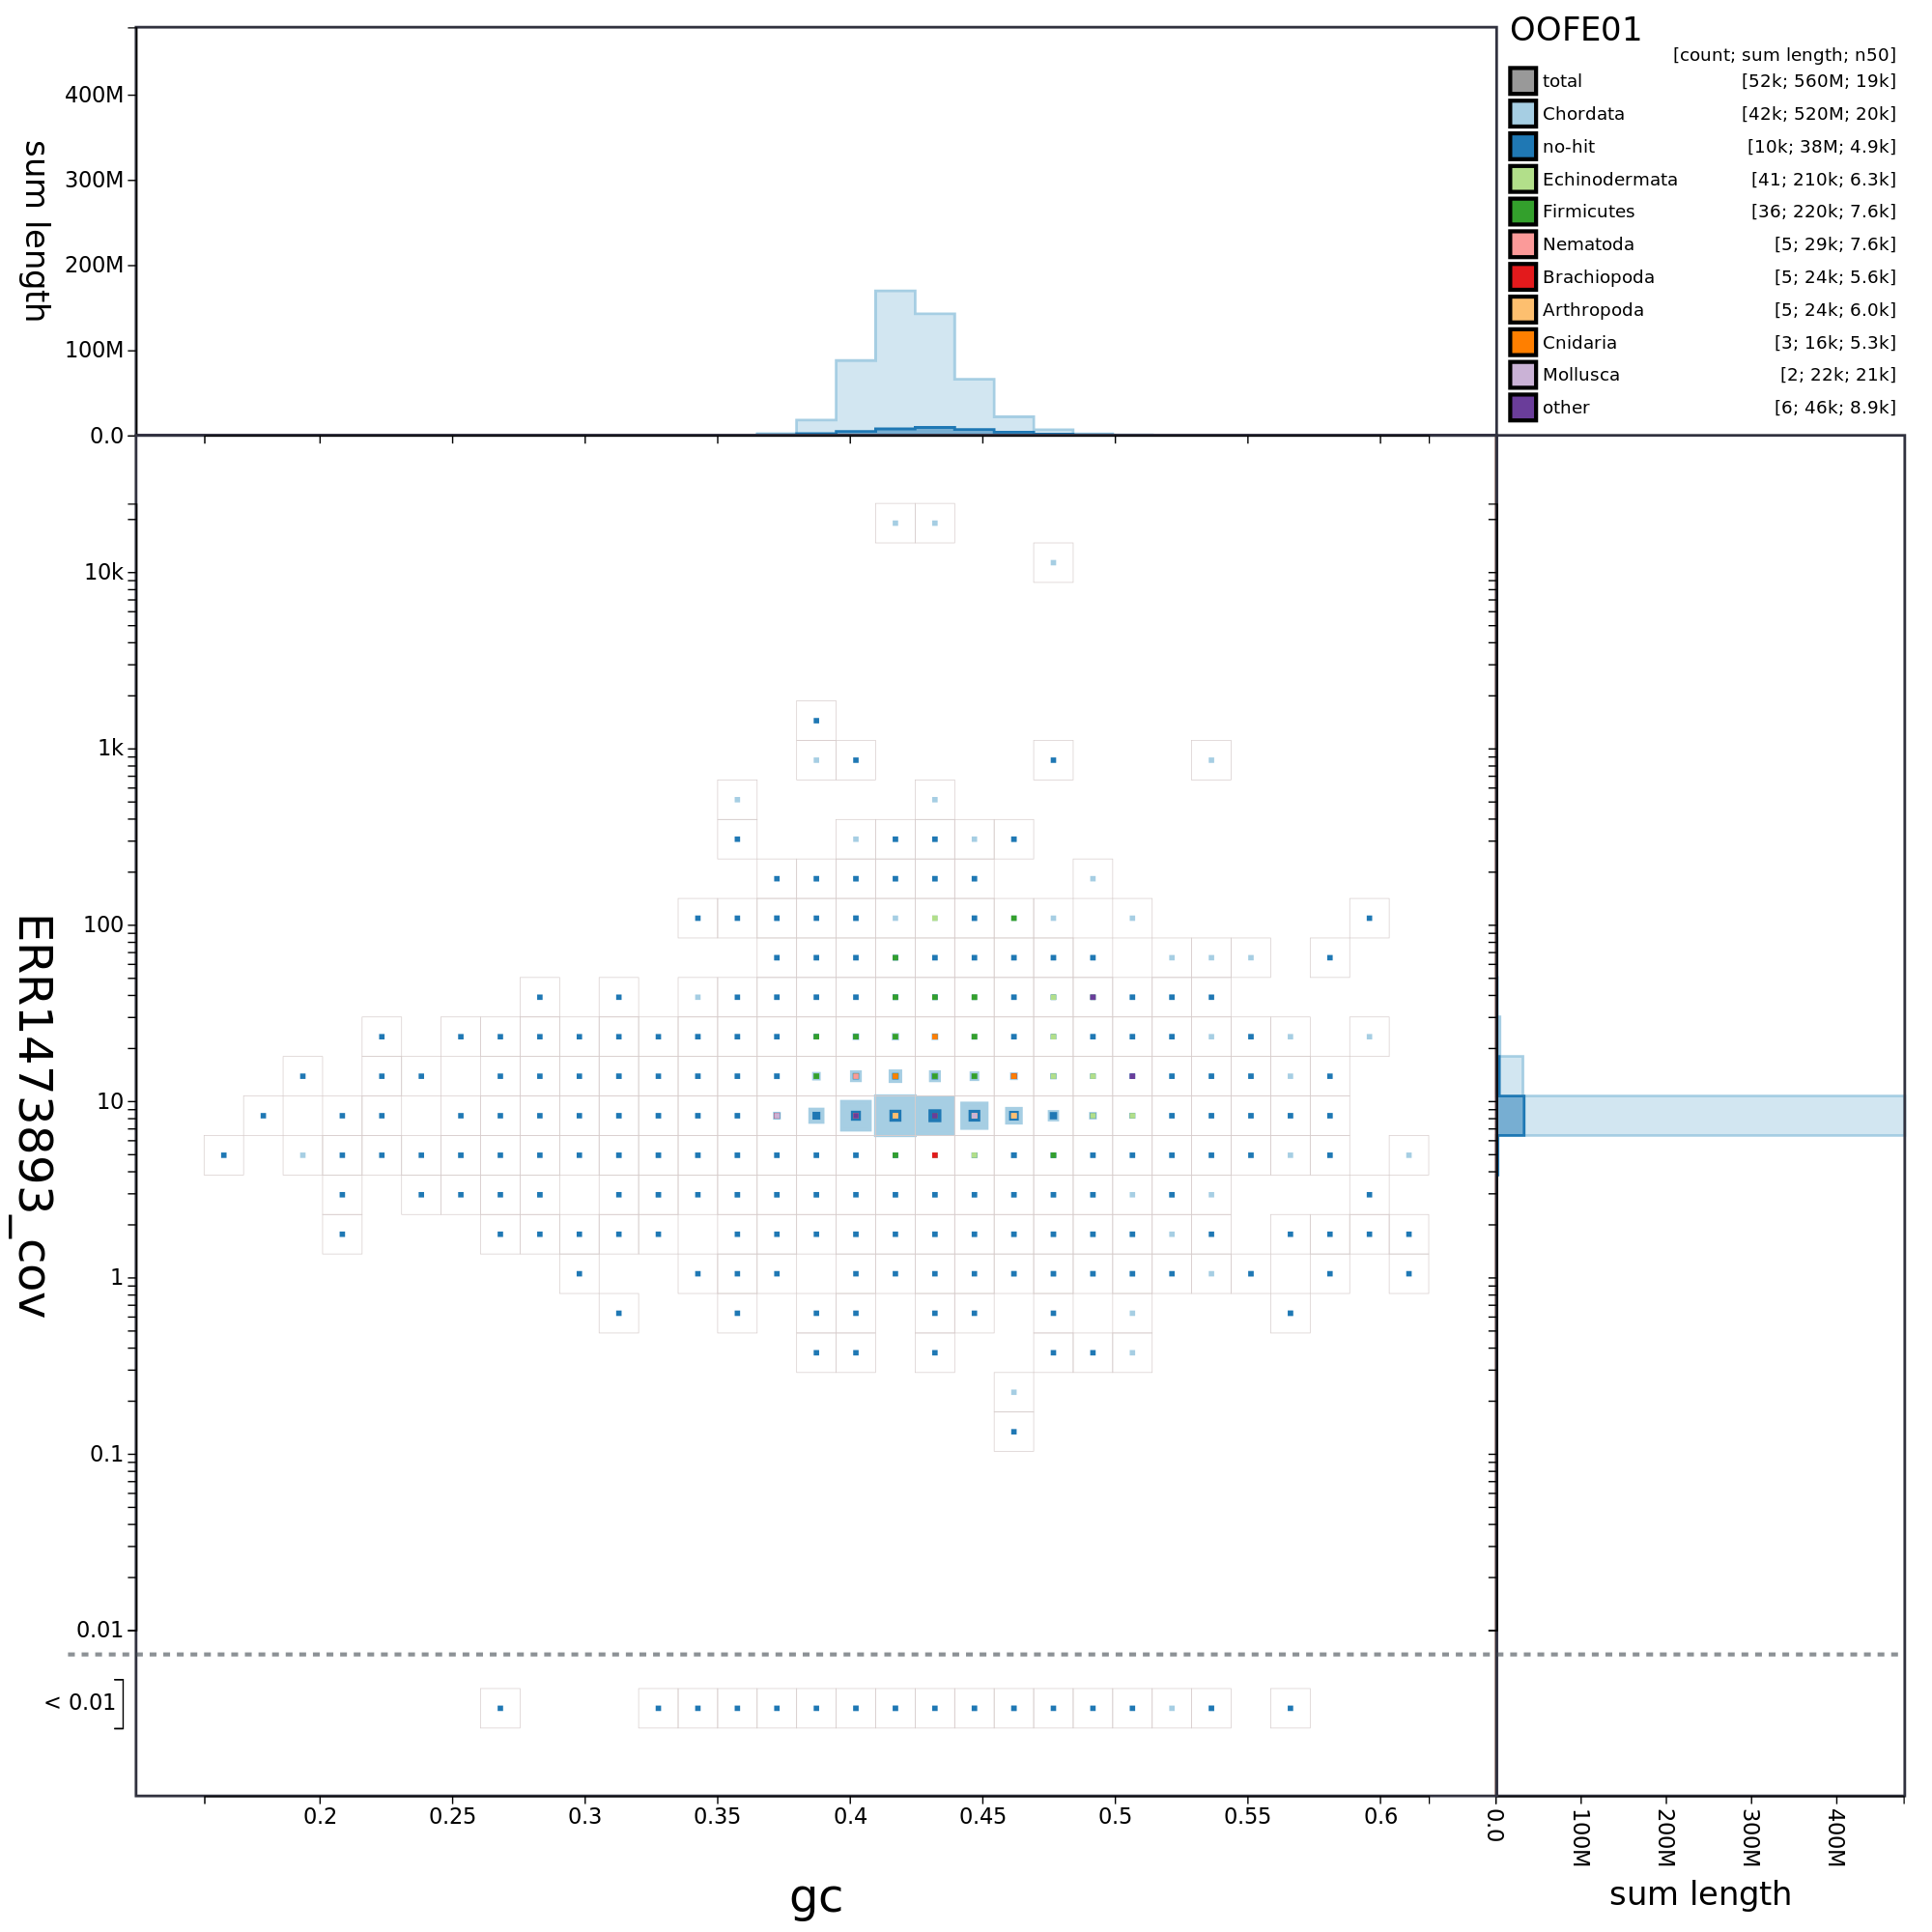 OOFE01
[count; sum length; n50]
total [52k; 560M; 19k]
Chordata [42k; 520M; 20k]
no-hit [10k; 38M; 4.9k]
Echinodermata [41; 210k; 6.3k]
Firmicutes [36; 220k; 7.6k]
Nematoda [5; 29k; 7.6k]
Brachiopoda [5; 24k; 5.6k]
Arthropoda [5; 24k; 6.0k]
Cnidaria [3; 16k; 5.3k]
Mollusca [2; 22k; 21k]
other [6; 46k; 8.9k]
sum length
400M
300M
200M
100M
0.0
ERR1473893_cov
10k
1k
100
10
1
0.1
0.01
< 0.01
0.2 0.25 0.3 0.35 0.4 0.45 0.5 0.55 0.6
gc
0.0 100M 200M 300M 400M
sum length